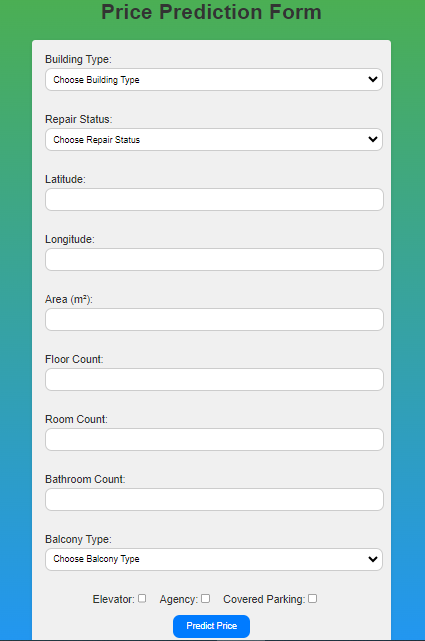 Price Prediction Form
Building Type:
Choose Building Type
Repair Status:
Choose Repair Status
Latitude:
Longitude:
Area (m²):
Floor Count:
Room Count:
Bathroom Count:
Balcony Type:
Choose Balcony Type
Elevator: Agency: Covered Parking:
Predict Price